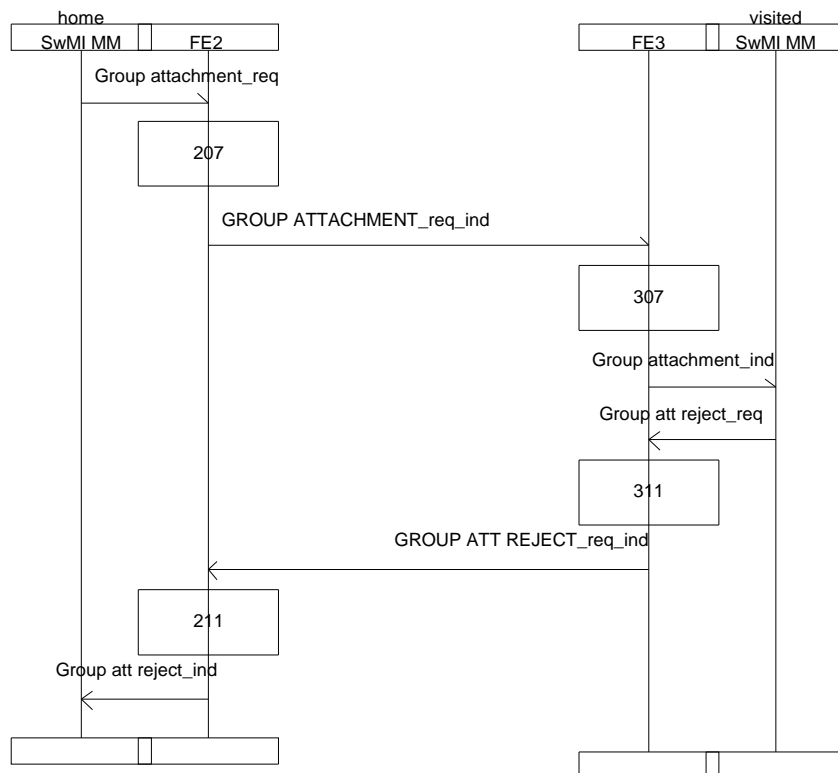 home
visited
SwMI MM
FE2
FE3
SwMI MM
Group attachment_req
207
GROUP ATTACHMENT_req_ind
307
Group attachment_ind
Group att reject_req
311
GROUP ATT REJECT_req_ind
211
Group att reject_ind